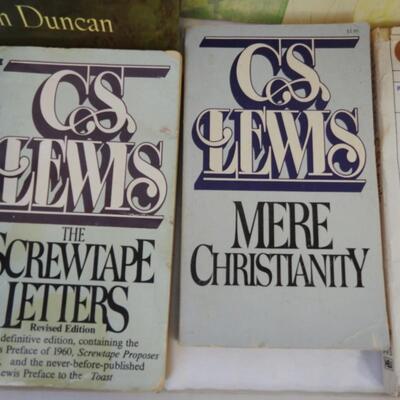 n Duncan
C.S.
LEWIS
THE
SCREWTAPE
LETTERS
Revised Edition
definitive edition, containing the
Preface of 1960, Screwtape Proposes
and the never-before-published
Lewis Preface to the Toast
C.S.
LEWIS
MERE
CHRISTIANITY